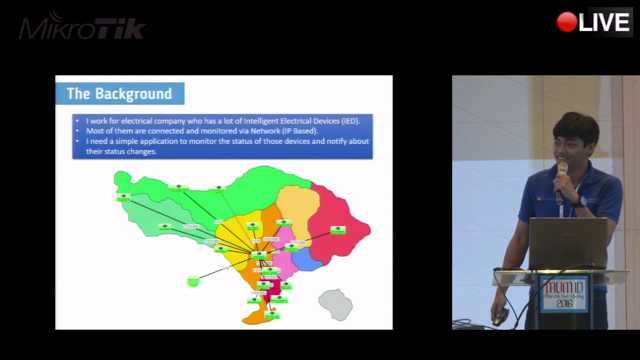 MikroTik
LIVE
The Background
I work for electrical company who has a lot of Intelligent Electrical Devices (IED).
Most of them are connected and monitored via Network (IP Based).
I need a simple application to monitor the status of those devices and notify about
their status changes.
MUM ID
2016